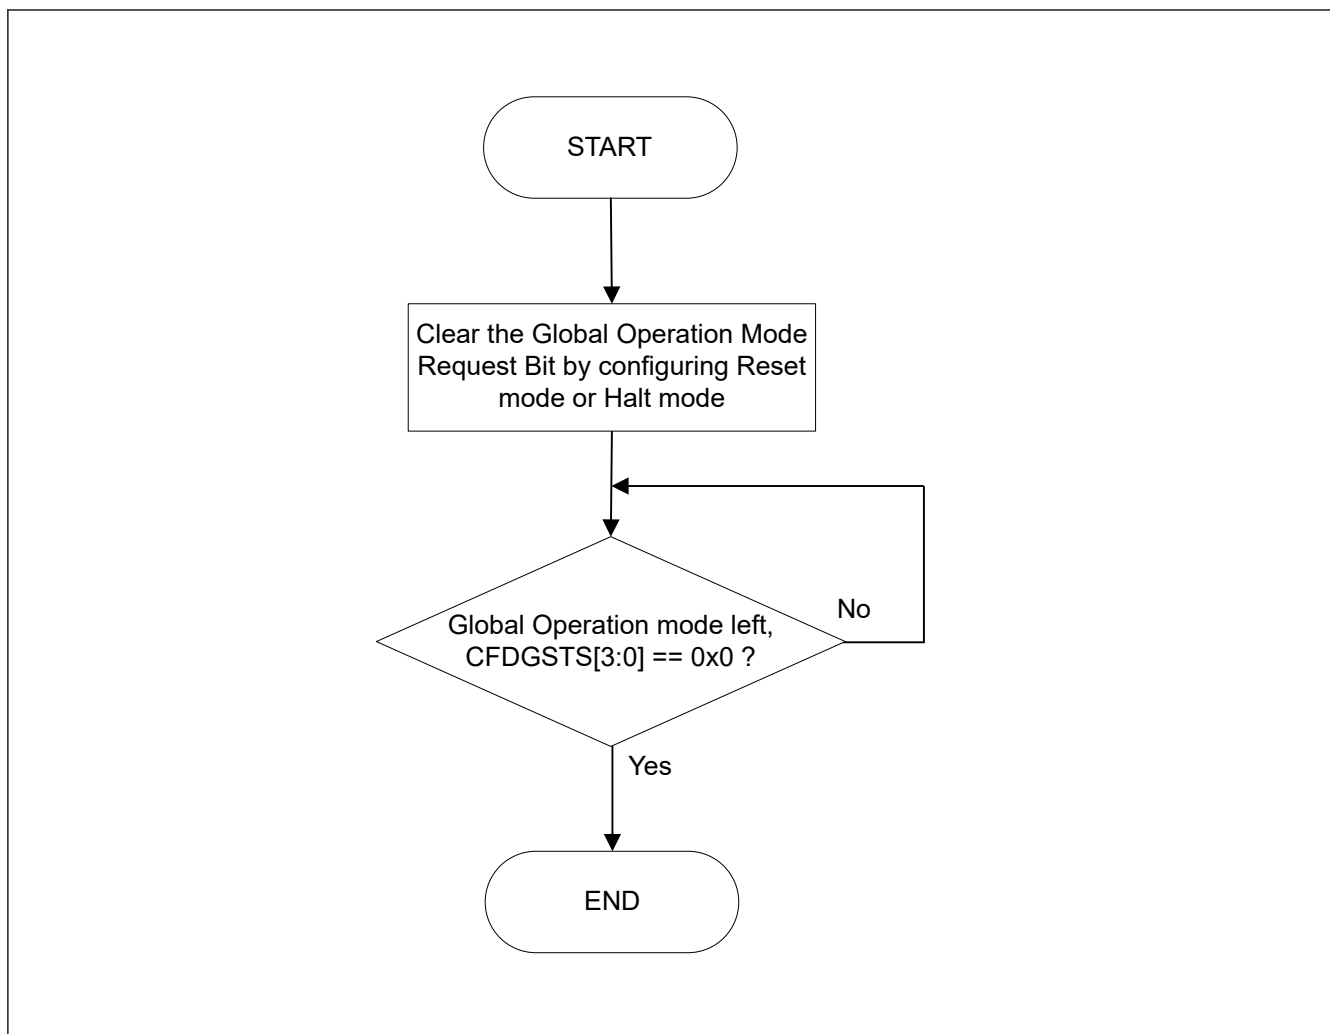 START
Clear the Global Operation Mode
Request Bit by configuring Reset
mode or Halt mode
No
Global Operation mode left,
CFDGSTS[3:0] == 0x0 ?
Yes
END